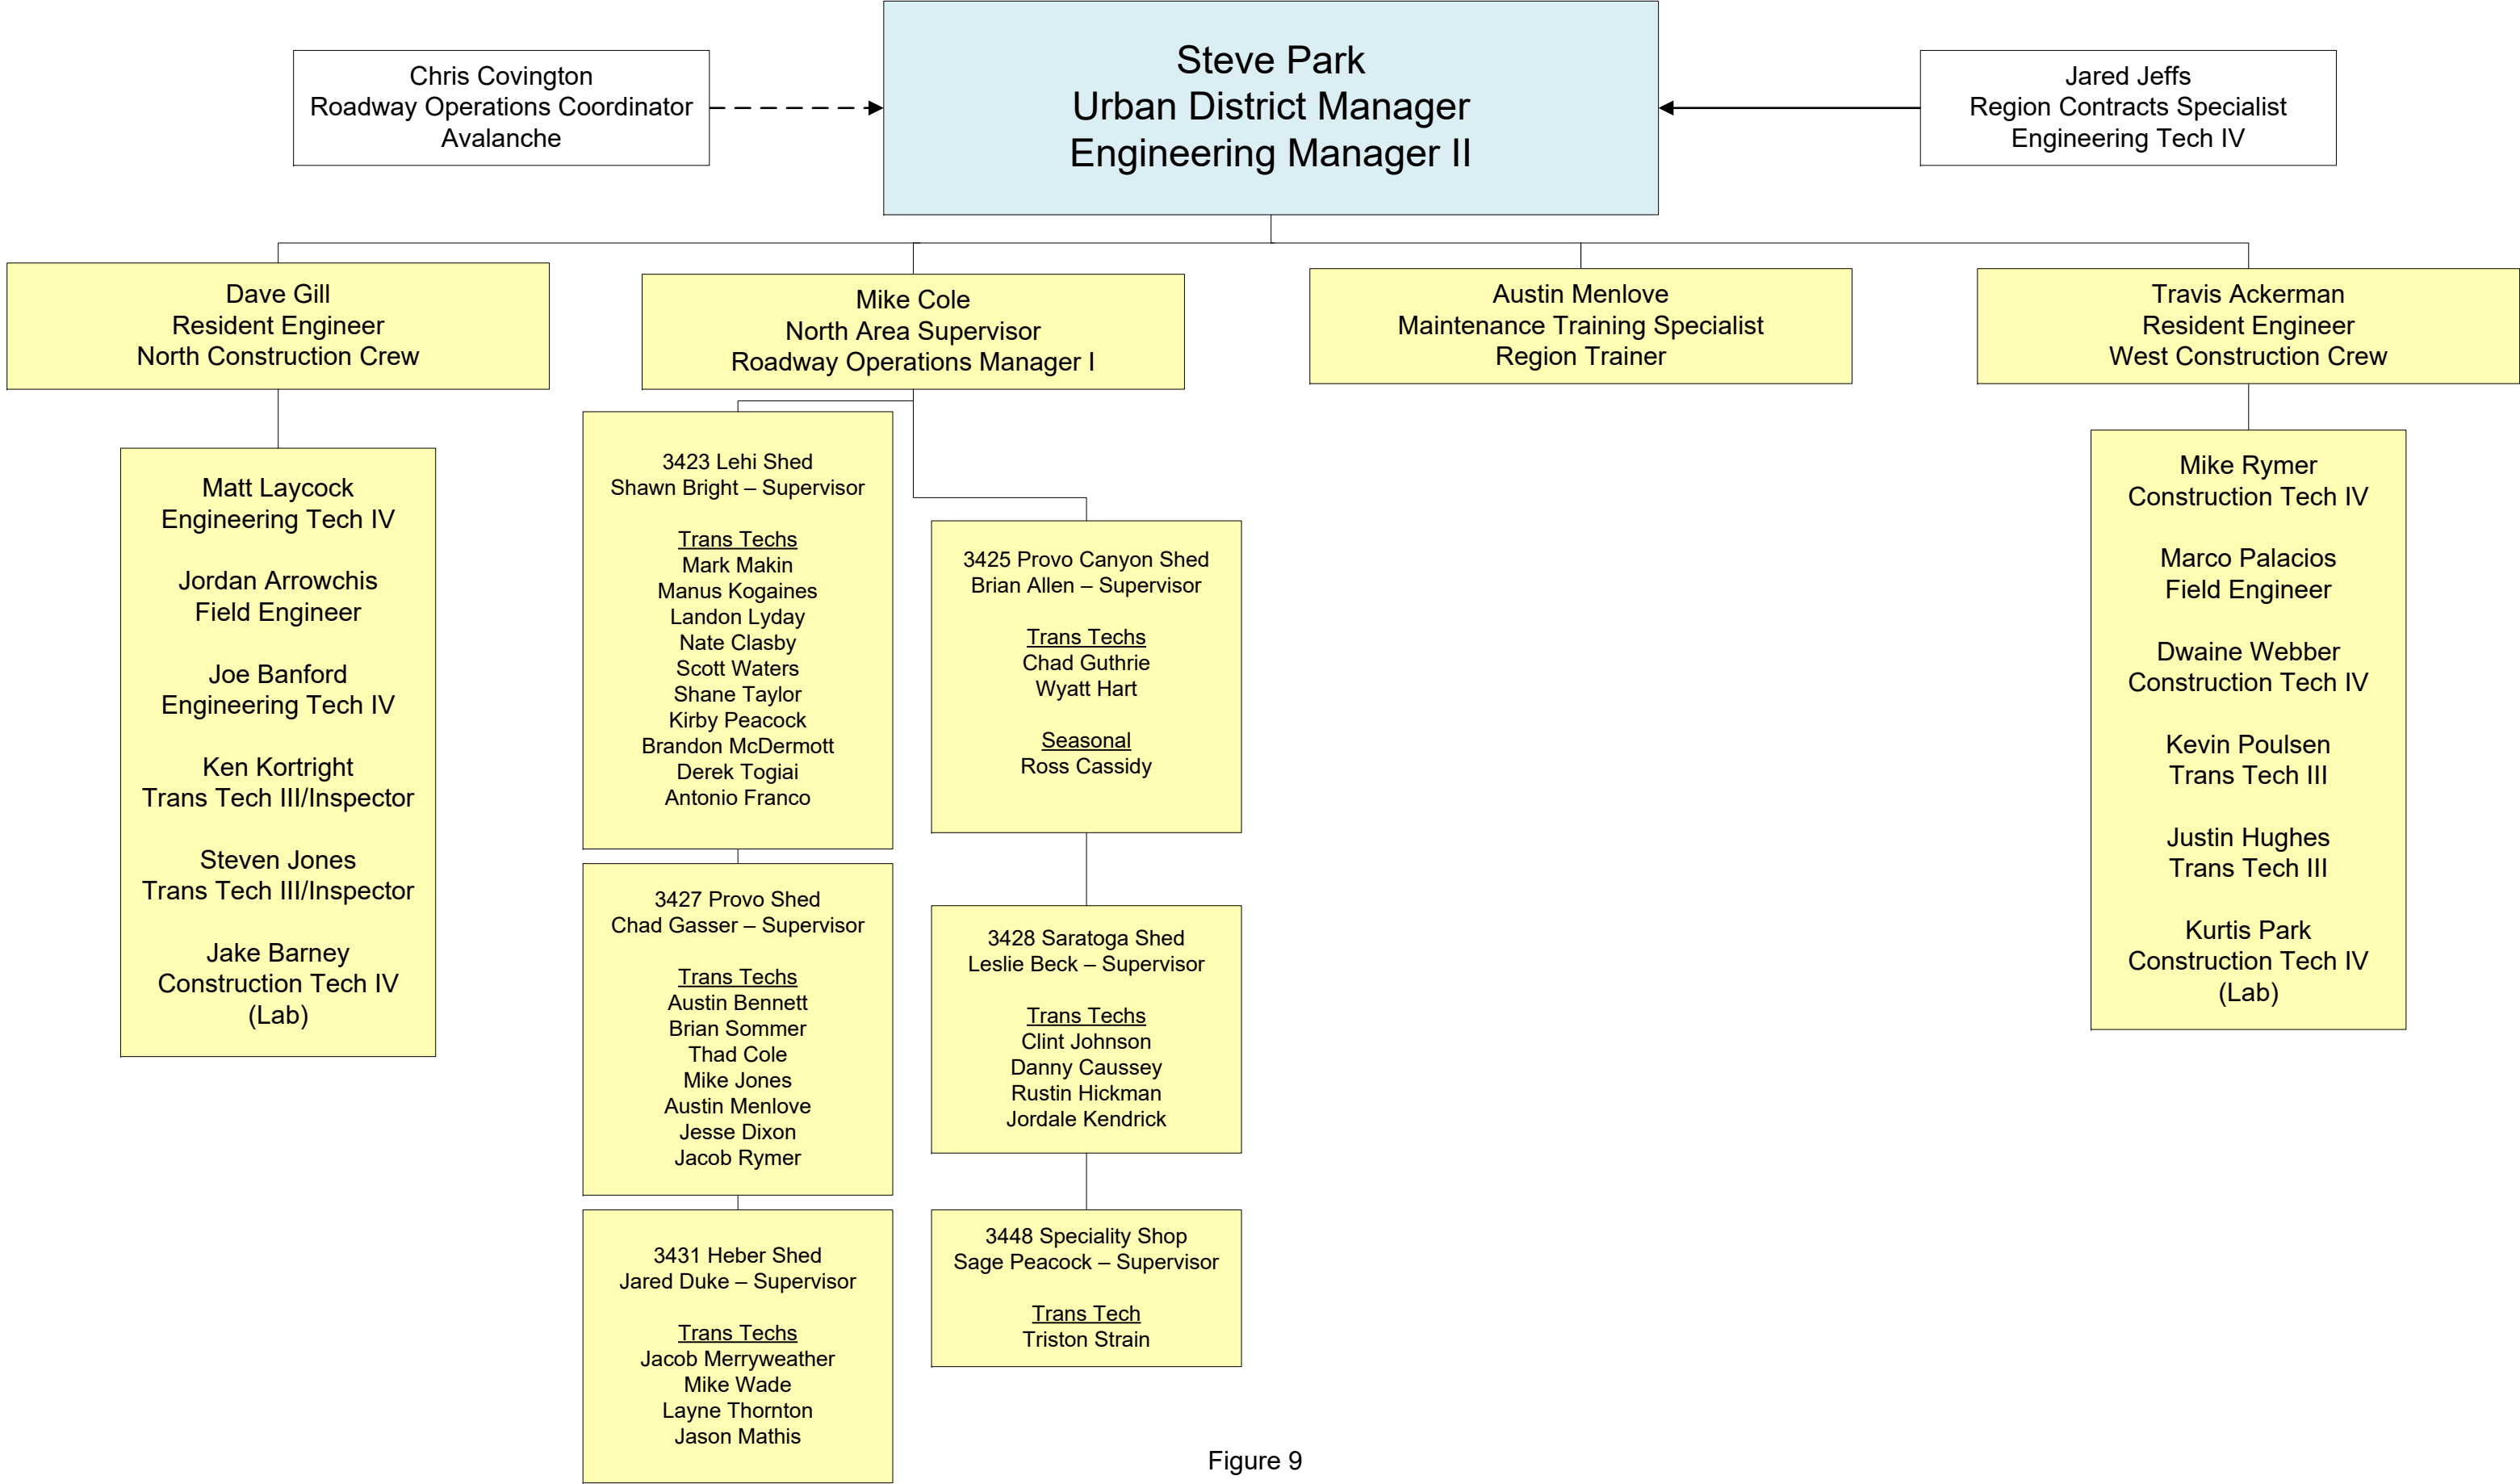 Chris Covington
Roadway Operations Coordinator
Avalanche
Steve Park
Urban District Manager
Engineering Manager II
Jared Jeffs
Region Contracts Specialist
Engineering Tech IV
Dave Gill
Resident Engineer
North Construction Crew
Mike Cole
North Area Supervisor
Roadway Operations Manager I
Austin Menlove
Maintenance Training Specialist
Region Trainer
Travis Ackerman
Resident Engineer
West Construction Crew
Matt Laycock
Engineering Tech IV
Jordan Arrowchis
Field Engineer
Joe Banford
Engineering Tech IV
Ken Kortright
Trans Tech III/Inspector
Steven Jones
Trans Tech III/Inspector
Jake Barney
Construction Tech IV
(Lab)
3423 Lehi Shed
Shawn Bright – Supervisor
Trans Techs
Mark Makin
Manus Kogaines
Landon Lyday
Nate Clasby
Scott Waters
Shane Taylor
Kirby Peacock
Brandon McDermott
Derek Togiai
Antonio Franco
3427 Provo Shed
Chad Gasser – Supervisor
Trans Techs
Austin Bennett
Brian Sommer
Thad Cole
Mike Jones
Austin Menlove
Jesse Dixon
Jacob Rymer
3431 Heber Shed
Jared Duke – Supervisor
Trans Techs
Jacob Merryweather
Mike Wade
Layne Thornton
Jason Mathis
3425 Provo Canyon Shed
Brian Allen – Supervisor
Trans Techs
Chad Guthrie
Wyatt Hart
Seasonal
Ross Cassidy
3428 Saratoga Shed
Leslie Beck – Supervisor
Trans Techs
Clint Johnson
Danny Caussey
Rustin Hickman
Jordale Kendrick
3448 Speciality Shop
Sage Peacock – Supervisor
Trans Tech
Triston Strain
Mike Rymer
Construction Tech IV
Marco Palacios
Field Engineer
Dwaine Webber
Construction Tech IV
Kevin Poulsen
Trans Tech III
Justin Hughes
Trans Tech III
Kurtis Park
Construction Tech IV
(Lab)
Figure 9